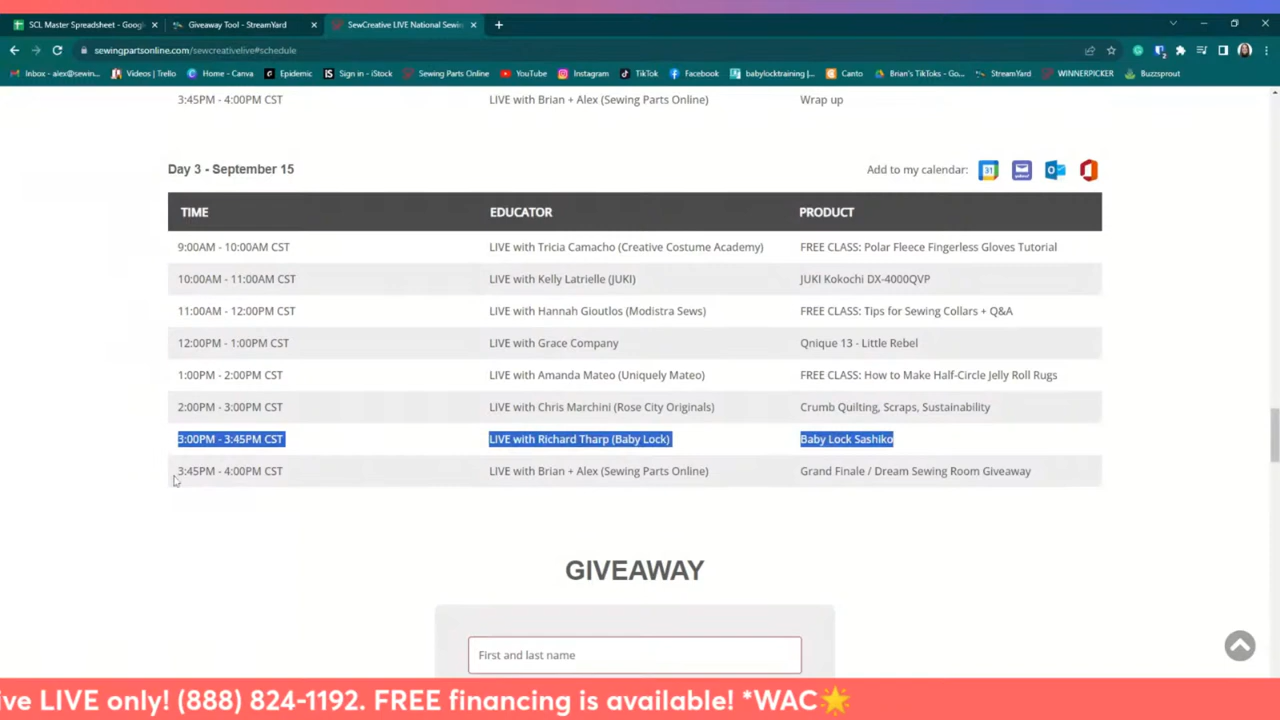 SCL Master Spreadsheet - Googl
Giveaway Tool - StreamYard
SewCreative LIVE National Sewin
sewingpartsonline.com/sewcreativelive#schedule
Inbox - alex@sewin...
Videos | Trello
Home - Canva
Epidemic
Sign in - iStock
Sewing Parts Online
YouTube
Instagram
TikTok
Facebook
babylocktraining |...
Canto
Brian's TikToks - Go...
StreamYard
WINNERPICKER
Buzzsprout
3:45PM - 4:00PM CST LIVE with Brian + Alex (Sewing Parts Online) Wrap up
Day 3 - September 15 Add to my calendar:
TIME EDUCATOR PRODUCT
9:00AM - 10:00AM CST LIVE with Tricia Camacho (Creative Costume Academy) FREE CLASS: Polar Fleece Fingerless Gloves Tutorial
10:00AM - 11:00AM CST LIVE with Kelly Latrielle (JUKI) JUKI Kokochi DX-4000QVP
11:00AM - 12:00PM CST LIVE with Hannah Gioutlos (Modistra Sews) FREE CLASS: Tips for Sewing Collars + Q&A
12:00PM - 1:00PM CST LIVE with Grace Company Qnique 13 - Little Rebel
1:00PM - 2:00PM CST LIVE with Amanda Mateo (Uniquely Mateo) FREE CLASS: How to Make Half-Circle Jelly Roll Rugs
2:00PM - 3:00PM CST LIVE with Chris Marchini (Rose City Originals) Crumb Quilting, Scraps, Sustainability
3:00PM - 3:45PM CST LIVE with Richard Tharp (Baby Lock) Baby Lock Sashiko
3:45PM - 4:00PM CST LIVE with Brian + Alex (Sewing Parts Online) Grand Finale / Dream Sewing Room Giveaway
GIVEAWAY
First and last name
ive LIVE only! (888) 824-1192. FREE financing is available! *WAC🌟